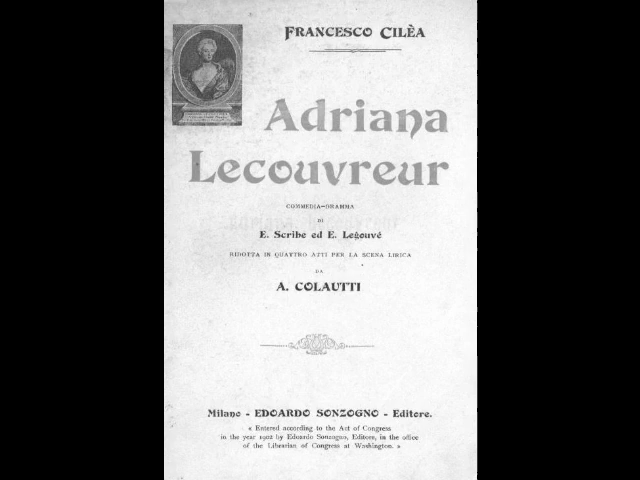 FRANCESCO CILÈA
Adriana
Lecouvreur
COMMEDIA-DRAMMA
DI
E. Scribe ed E. Legouvé
RIDOTTA IN QUATTRO ATTI PER LA SCENA LIRICA
DA
A. COLAUTTI
Milano - EDOARDO SONZOGNO - Editore.
« Entered according to the Act of Congress
in the year 1902 by Edoardo Sonzogno, Editore, in the office
of the Librarian of Congress at Washington. »